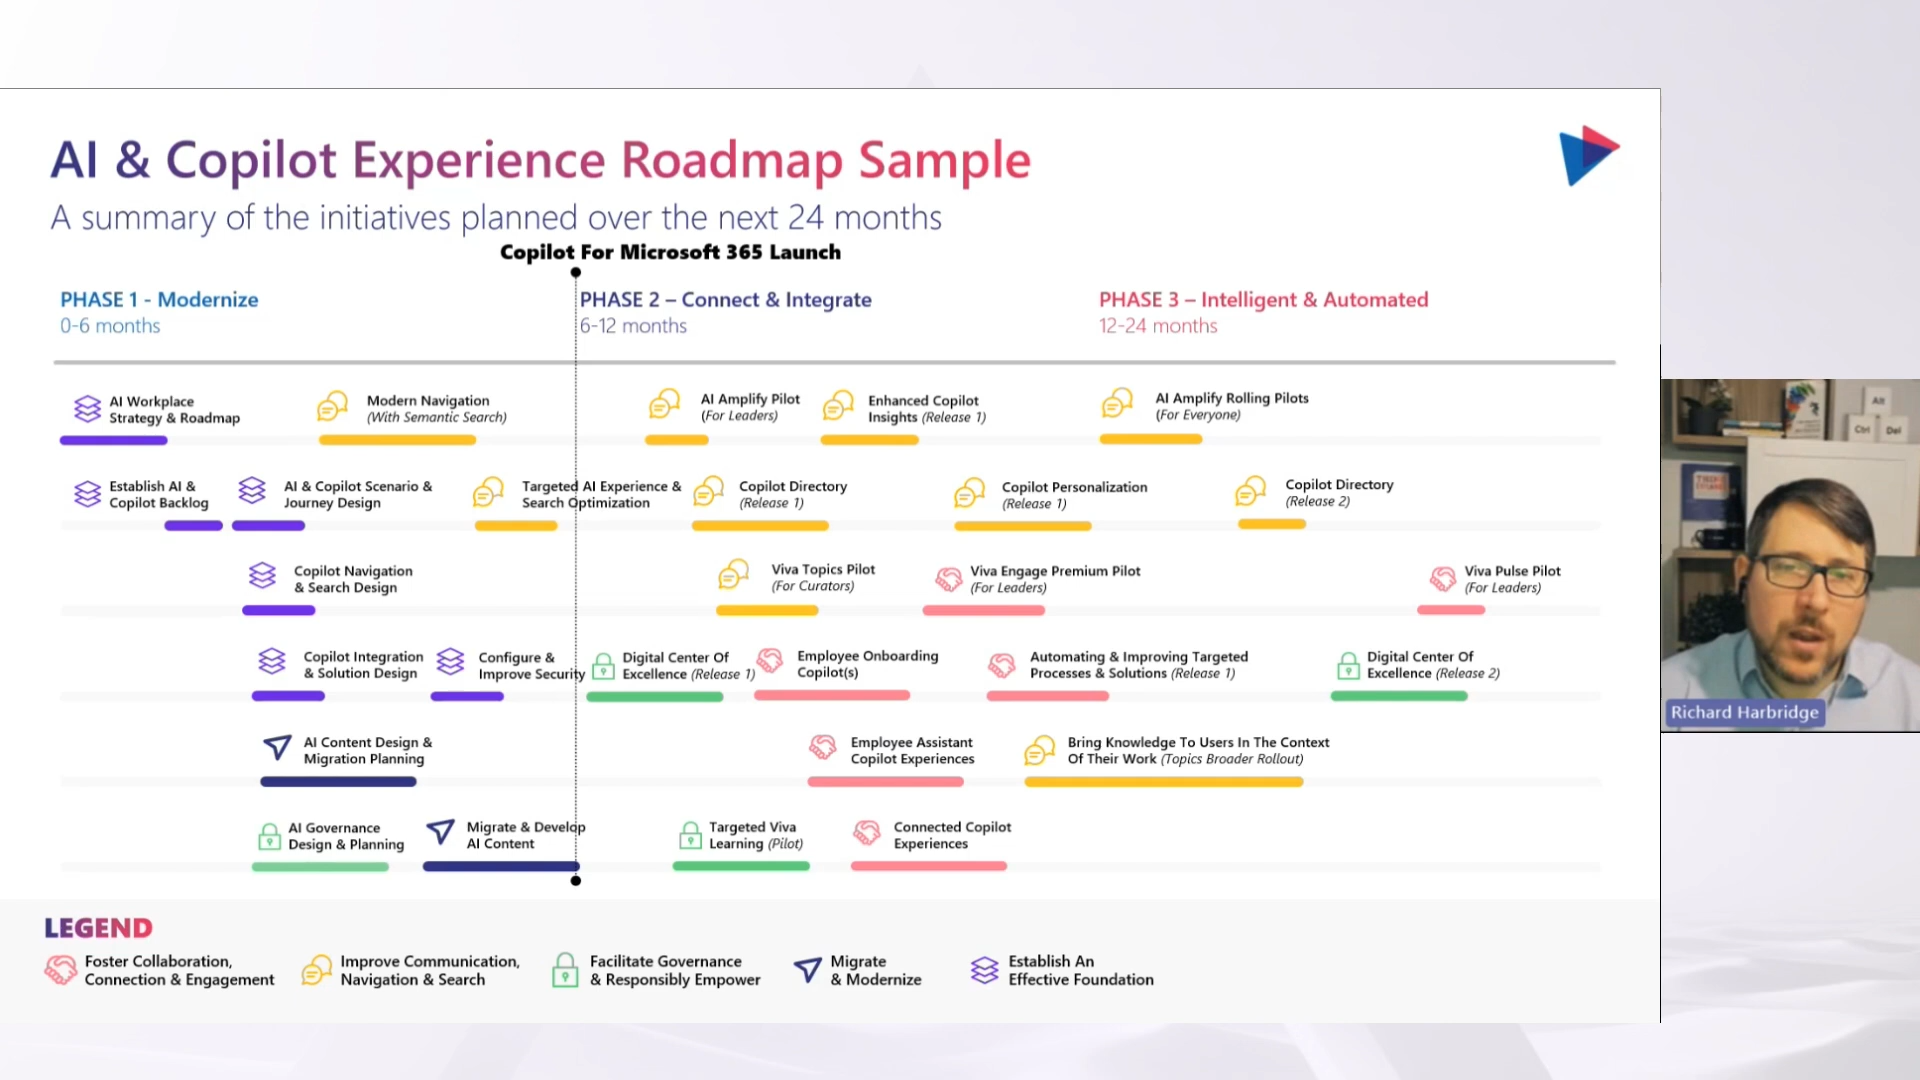 AI & Copilot Experience Roadmap Sample
A summary of the initiatives planned over the next 24 months
Copilot For Microsoft 365 Launch
PHASE 1 - Modernize
0-6 months
PHASE 2 – Connect & Integrate
6-12 months
PHASE 3 – Intelligent & Automated
12-24 months
AI Workplace
Strategy & Roadmap
Modern Navigation
(With Semantic Search)
AI Amplify Pilot
(For Leaders)
Enhanced Copilot
Insights (Release 1)
AI Amplify Rolling Pilots
(For Everyone)
Establish AI &
Copilot Backlog
AI & Copilot Scenario &
Journey Design
Targeted AI Experience &
Search Optimization
Copilot Directory
(Release 1)
Copilot Personalization
(Release 1)
Copilot Directory
(Release 2)
Copilot Navigation
& Search Design
Viva Topics Pilot
(For Curators)
Viva Engage Premium Pilot
(For Leaders)
Viva Pulse Pilot
(For Leaders)
Copilot Integration
& Solution Design
Configure &
Improve Security
Digital Center Of
Excellence (Release 1)
Employee Onboarding
Copilot(s)
Automating & Improving Targeted
Processes & Solutions (Release 1)
Digital Center Of
Excellence (Release 2)
AI Content Design &
Migration Planning
Employee Assistant
Copilot Experiences
Bring Knowledge To Users In The Context
Of Their Work (Topics Broader Rollout)
AI Governance
Design & Planning
Migrate & Develop
AI Content
Targeted Viva
Learning (Pilot)
Connected Copilot
Experiences
LEGEND
Foster Collaboration,
Connection & Engagement
Improve Communication,
Navigation & Search
Facilitate Governance
& Responsibly Empower
Migrate
& Modernize
Establish An
Effective Foundation
Alt
Ctrl
Del
Richard Harbridge